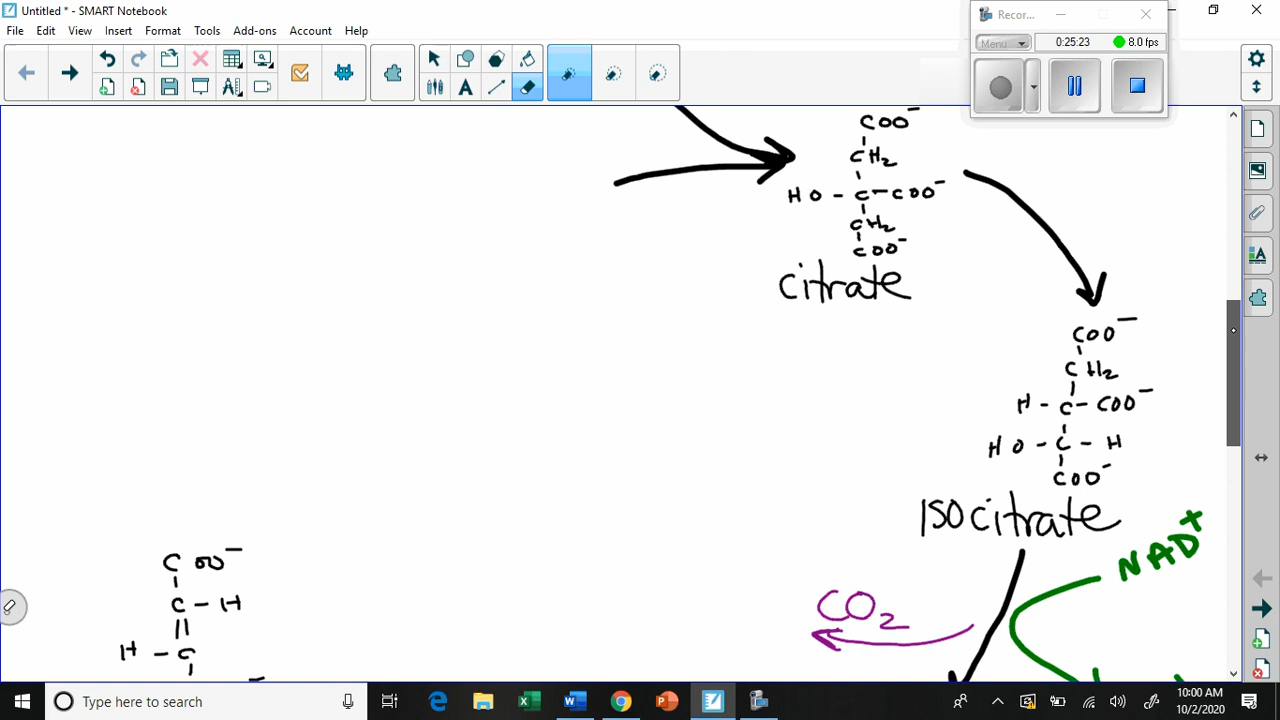 Untitled * - SMART Notebook
Recor...
File Edit View Insert Format Tools Add-ons Account Help
Menu
0:25:23
8.0 fps
COO⁻
CH₂
HO - C - COO⁻
CH₂
COO⁻
citrate
COO⁻
CH₂
H - C - COO⁻
HO - C - H
COO⁻
Isocitrate
NAD⁺
CO₂
COO⁻
C - H
H - C
Type here to search
10:00 AM
10/2/2020